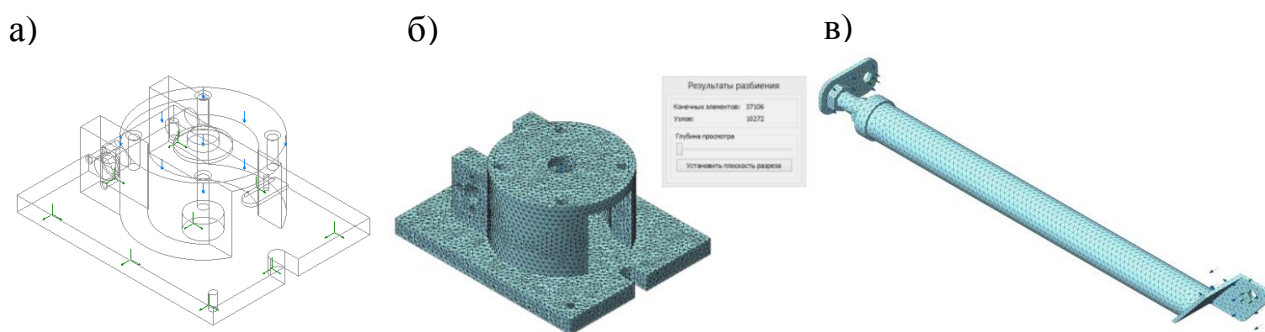 а)
б)
в)
Результаты разбиения
Конечных элементов: 37106
Узлов: 10272
Глубина просмотра
Установить плоскость разреза